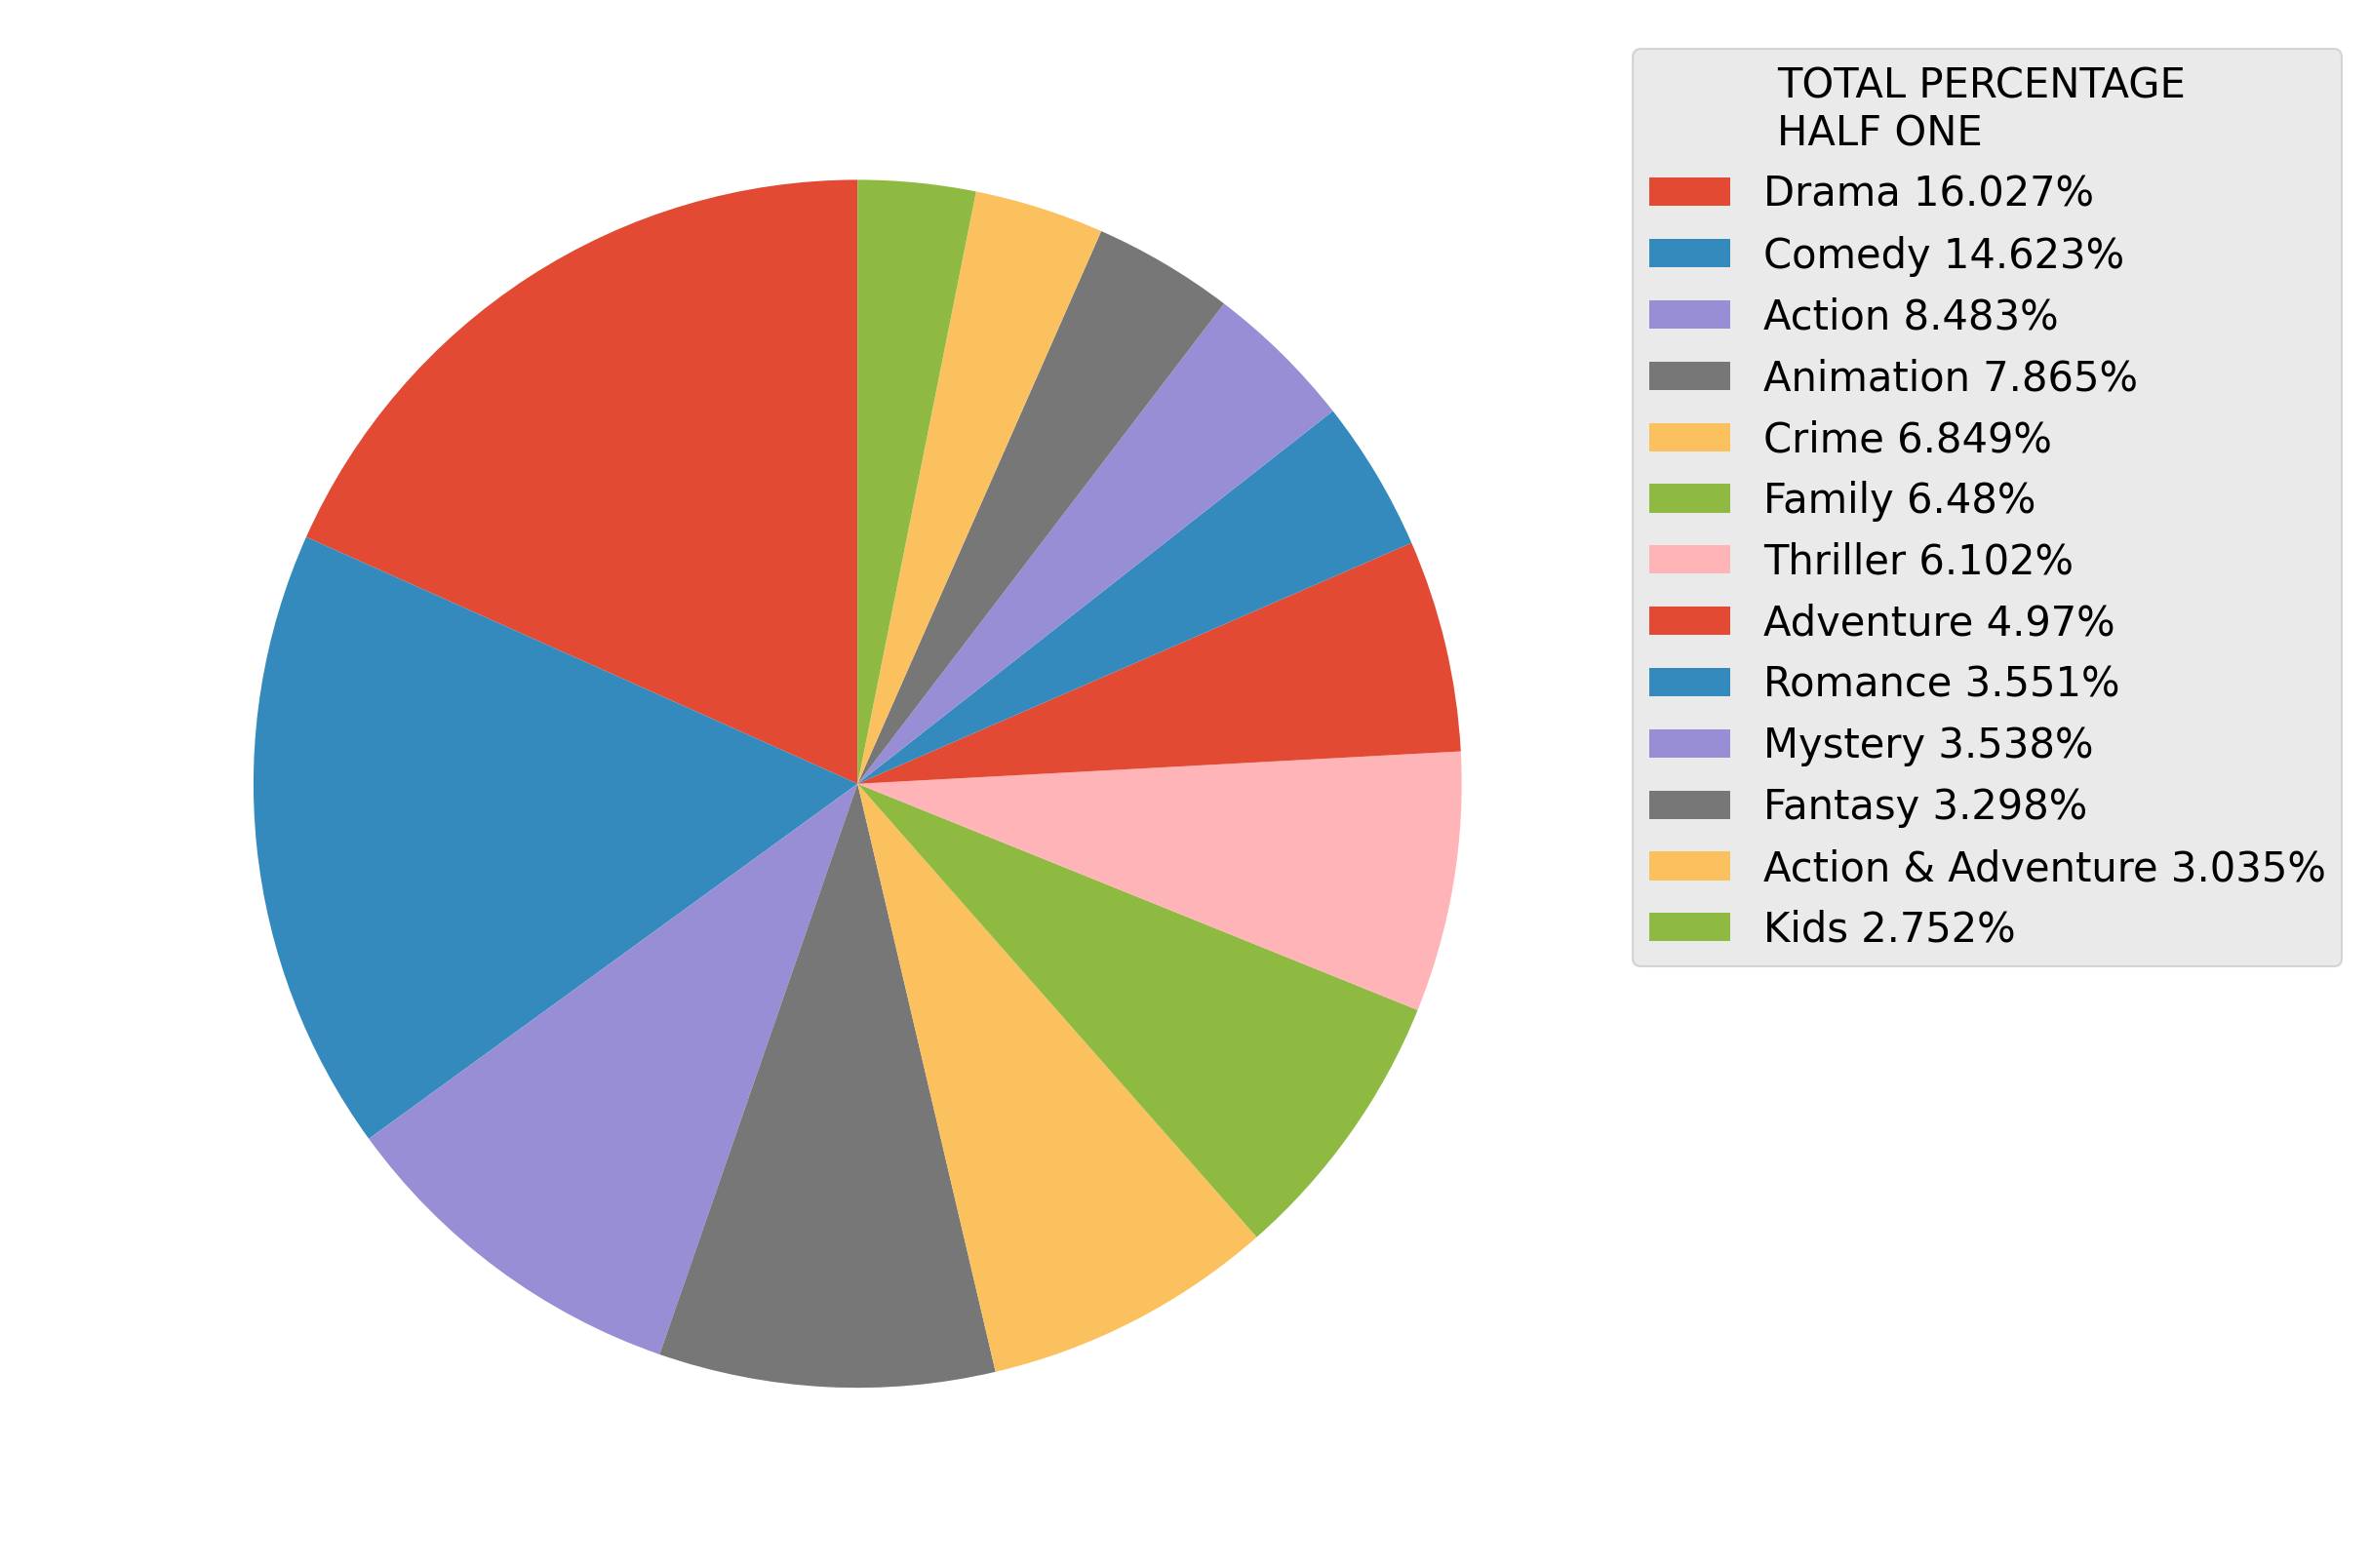 TOTAL PERCENTAGE
HALF ONE
Drama 16.027%
Comedy 14.623%
Action 8.483%
Animation 7.865%
Crime 6.849%
Family 6.48%
Thriller 6.102%
Adventure 4.97%
Romance 3.551%
Mystery 3.538%
Fantasy 3.298%
Action & Adventure 3.035%
Kids 2.752%